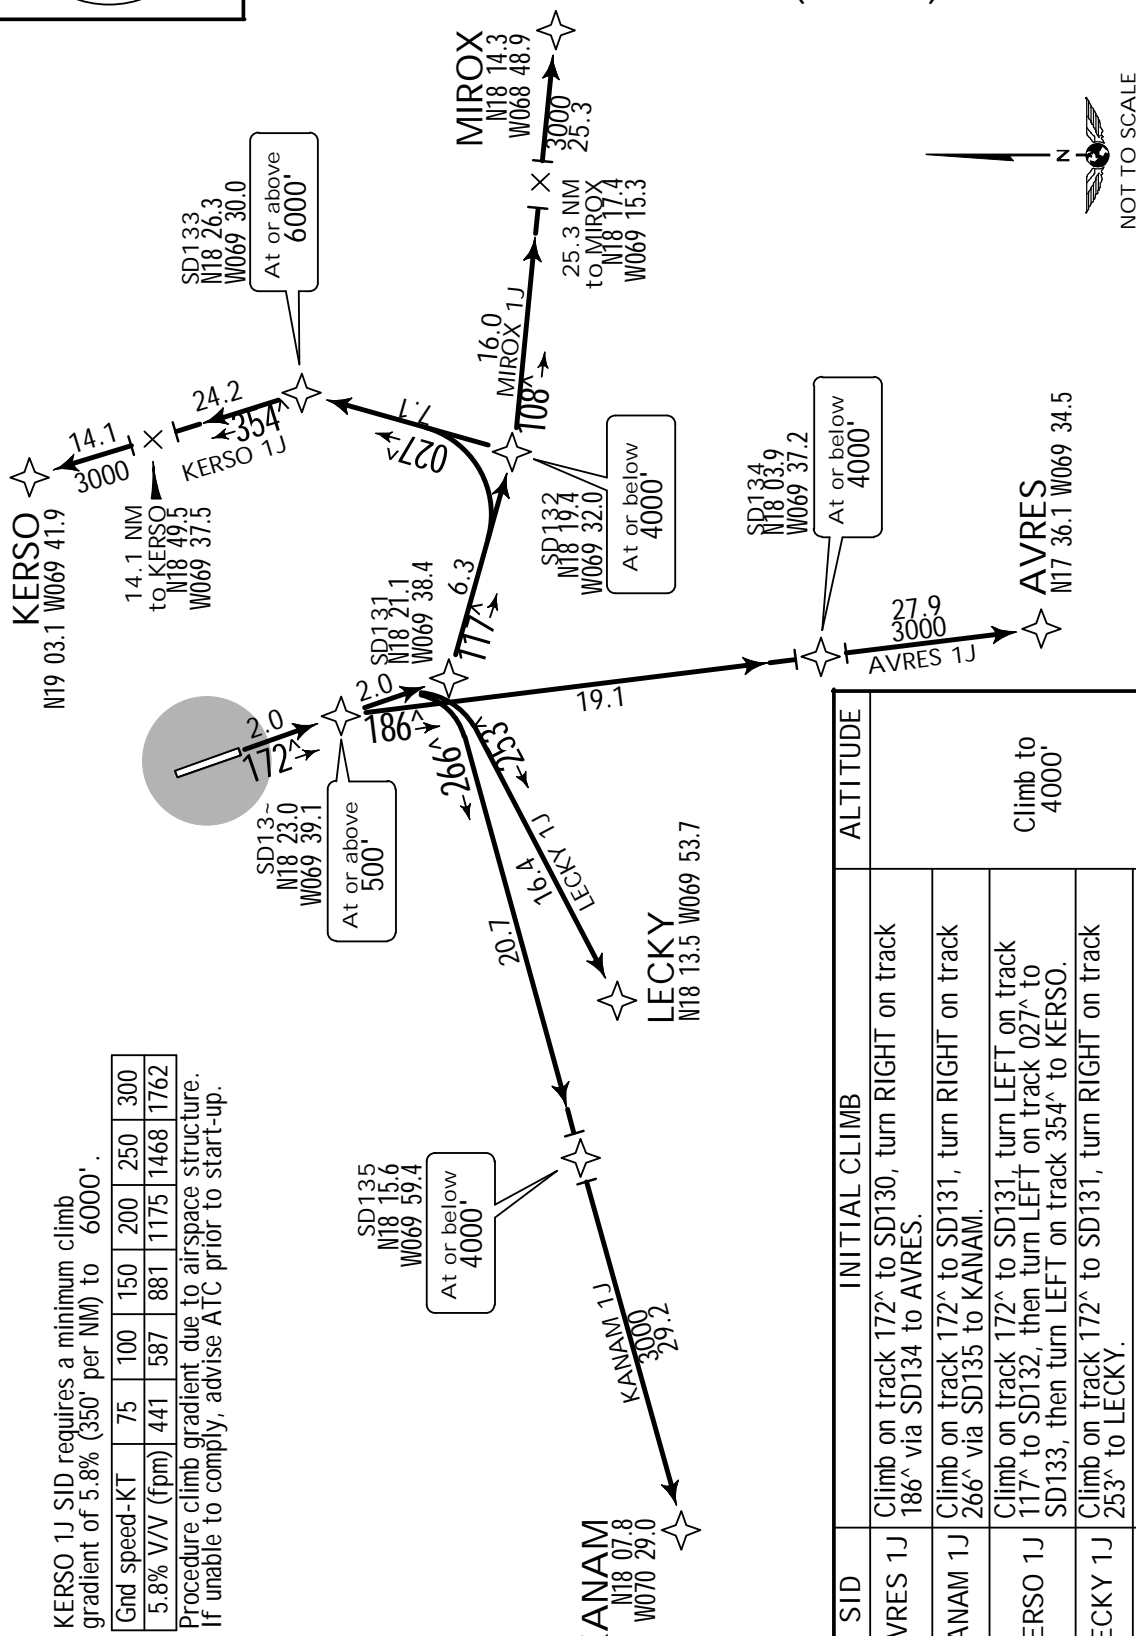 KERSO 1J SID requires a minimum climb
gradient of 5.8% (350' per NM) to 6000'.
Gnd speed-KT 75 100 150 200 250 300
5.8% V/V (fpm) 441 587 881 1175 1468 1762
Procedure climb gradient due to airspace structure.
If unable to comply, advise ATC prior to start-up.
KERSO
N19 03.1 W069 41.9
14.1
3000
14.1 NM
to KERSO
N18 49.5
W069 37.5
24.2
354^
KERSO 1J
SD133
N18 26.3
W069 30.0
At or above
6000'
7.1
027^
MIROX
N18 14.3
W068 48.9
3000
25.3
25.3 NM
to MIROX
N18 17.4
W069 15.3
16.0
MIROX 1J
108^
SD132
N18 19.4
W069 32.0
At or below
4000'
6.3
117^
SD131
N18 21.1
W069 38.4
2.0
172^
2.0
SD13~
N18 23.0
W069 39.1
At or above
500'
186^
19.1
266^
253^
20.7
16.4
LECKY 1J
LECKY
N18 13.5 W069 53.7
SD134
N18 03.9
W069 37.2
At or below
4000'
27.9
3000
AVRES 1J
AVRES
N17 36.1 W069 34.5
SD135
N18 15.6
W069 59.4
At or below
4000'
KANAM 1J
3000
29.2
ANAM
N18 07.8
W070 29.0
N
NOT TO SCALE
SID INITIAL CLIMB ALTITUDE
VRES 1J Climb on track 172^ to SD130, turn RIGHT on track
186^ via SD134 to AVRES.
ANAM 1J Climb on track 172^ to SD131, turn RIGHT on track
266^ via SD135 to KANAM.
ERSO 1J Climb on track 172^ to SD131, turn LEFT on track
117^ to SD132, then turn LEFT on track 027^ to
SD133, then turn LEFT on track 354^ to KERSO.
ECKY 1J Climb on track 172^ to SD131, turn RIGHT on track
253^ to LECKY.
Climb to
4000'